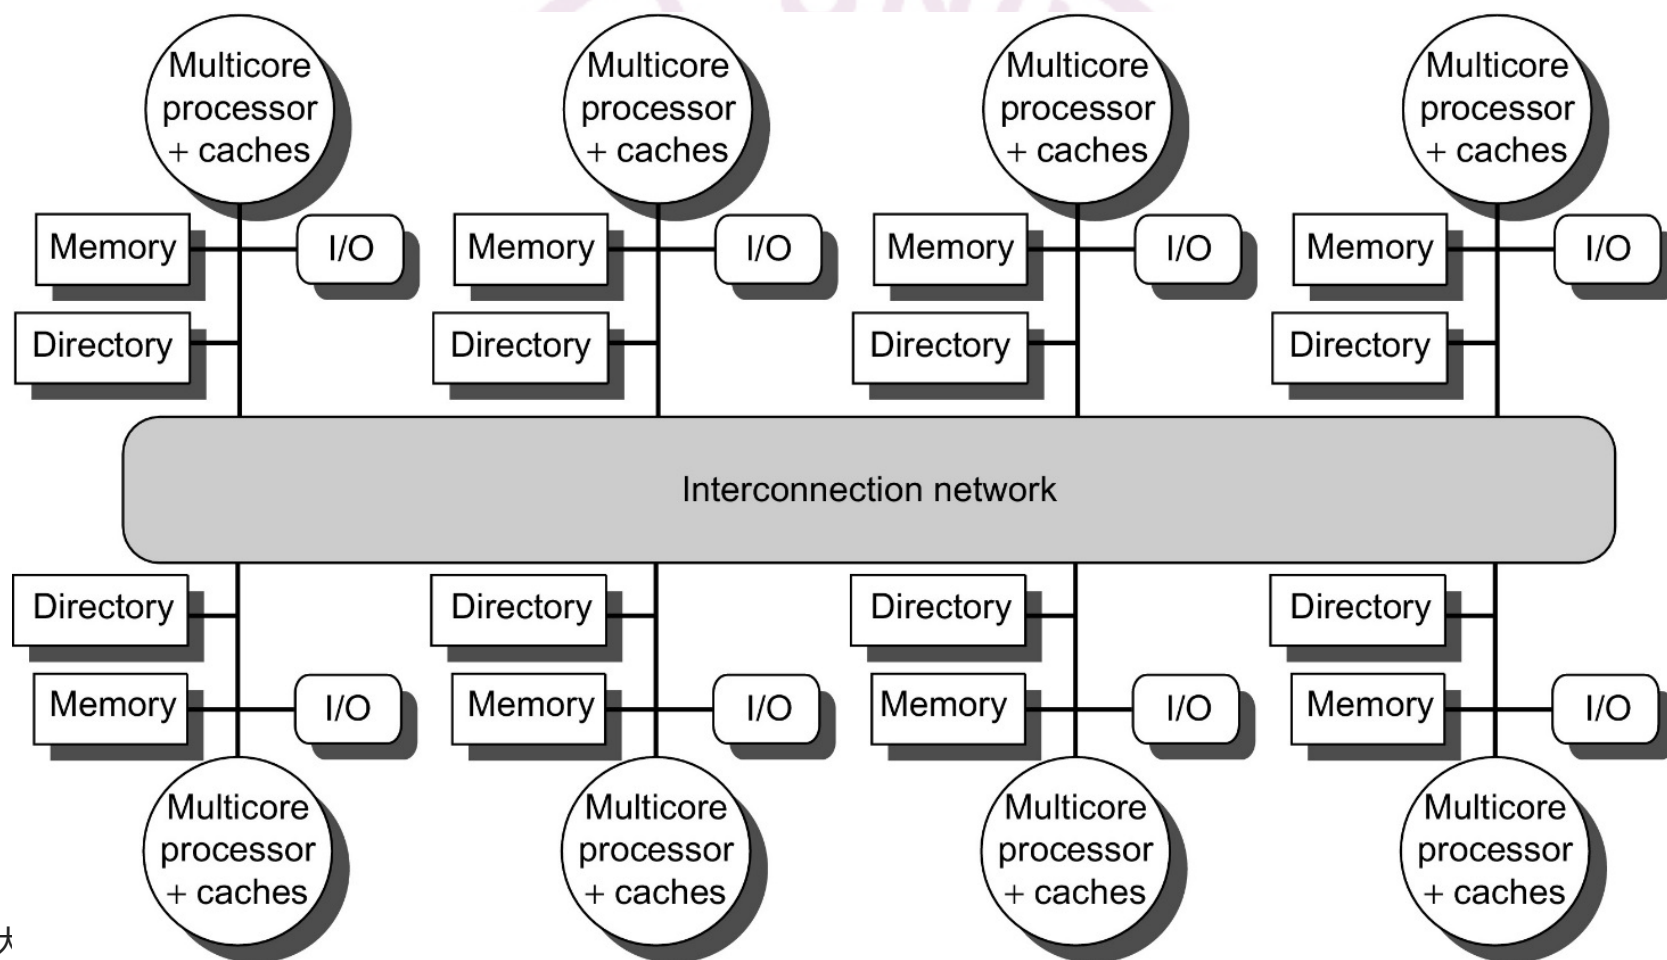 Multicore
processor
+ caches
Multicore
processor
+ caches
Multicore
processor
+ caches
Multicore
processor
+ caches
Memory
I/O
Memory
I/O
Memory
I/O
Memory
I/O
Directory
Directory
Directory
Directory
Interconnection network
Directory
Directory
Directory
Directory
Memory
I/O
Memory
I/O
Memory
I/O
Memory
I/O
Multicore
processor
+ caches
Multicore
processor
+ caches
Multicore
processor
+ caches
Multicore
processor
+ caches